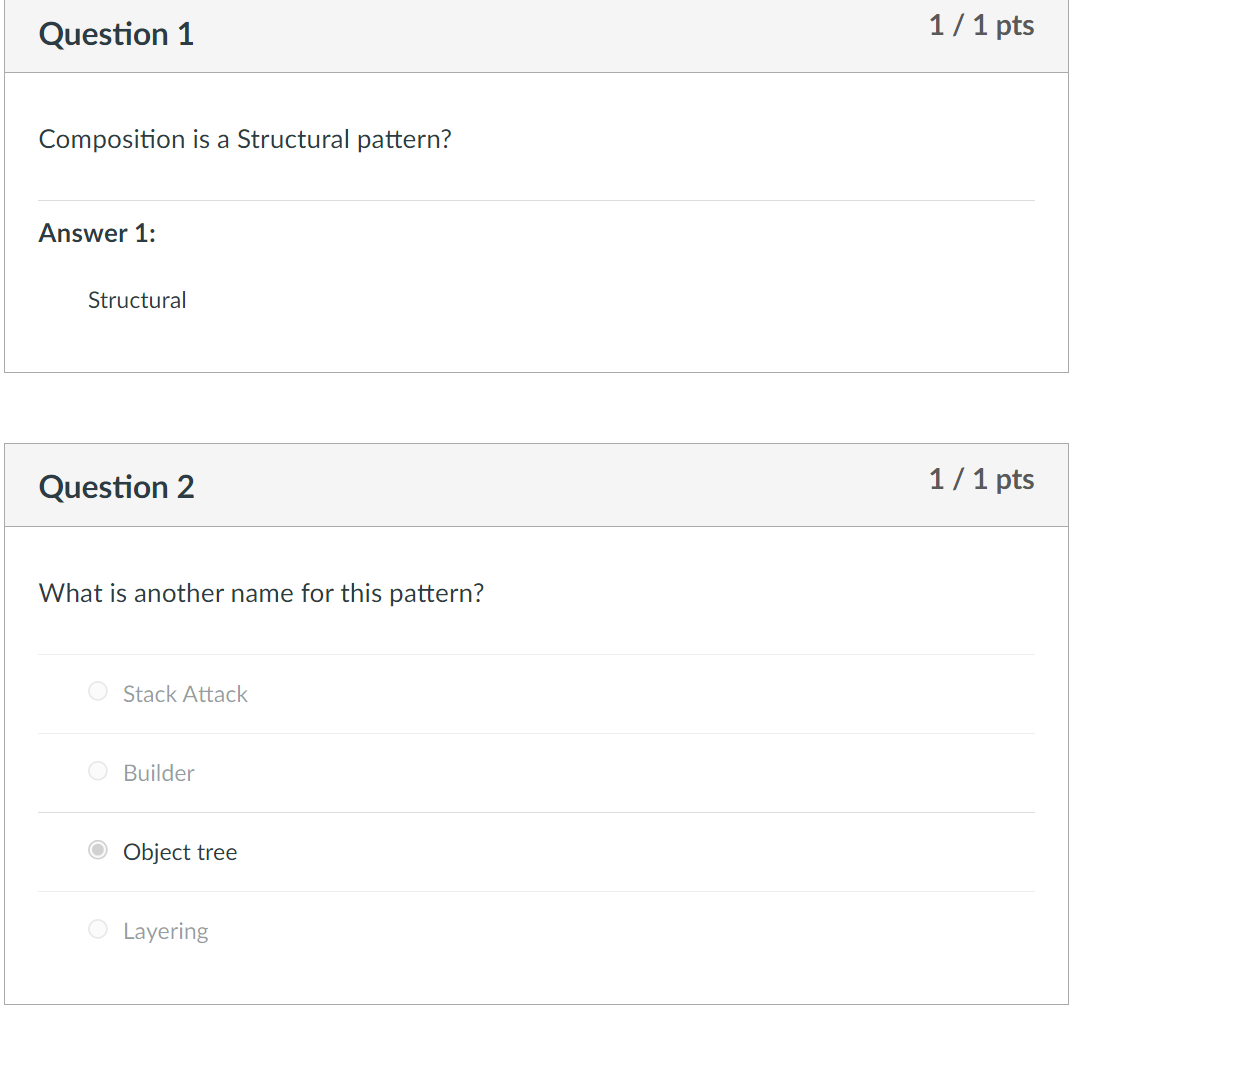 Question 1
1 / 1 pts
Composition is a Structural pattern?
Answer 1:
Structural
Question 2
1 / 1 pts
What is another name for this pattern?
Stack Attack
Builder
Object tree
Layering